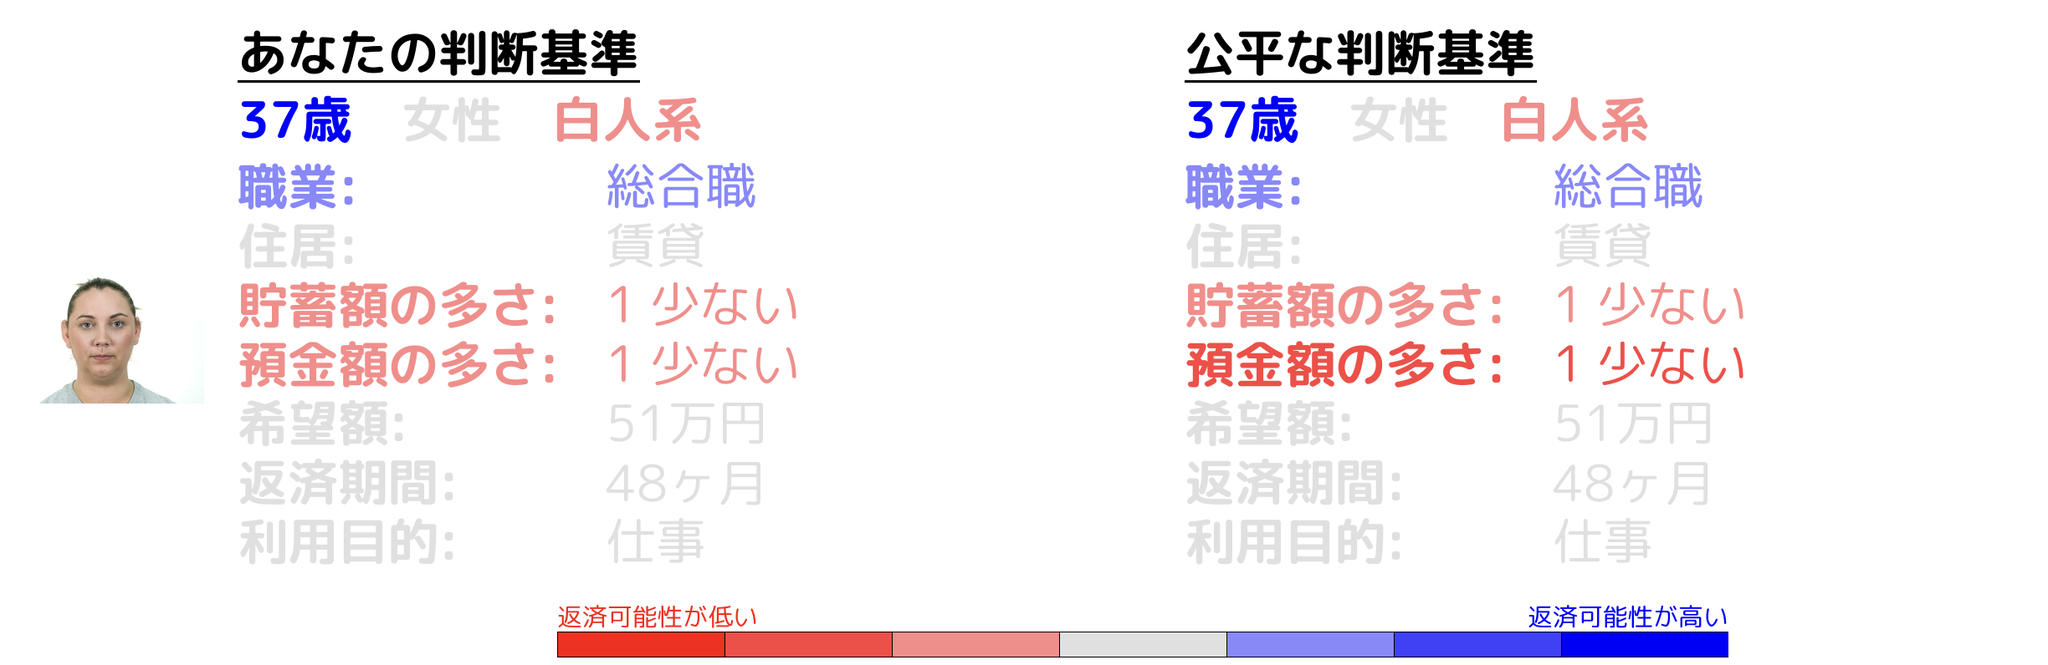 あなたの判断基準
37歳 女性 白人系
職業: 総合職
住居: 賃貸
貯蓄額の多さ: 1 少ない
預金額の多さ: 1 少ない
希望額: 51万円
返済期間: 48ヶ月
利用目的: 仕事
公平な判断基準
37歳 女性 白人系
職業: 総合職
住居: 賃貸
貯蓄額の多さ: 1 少ない
預金額の多さ: 1 少ない
希望額: 51万円
返済期間: 48ヶ月
利用目的: 仕事
返済可能性が低い
返済可能性が高い